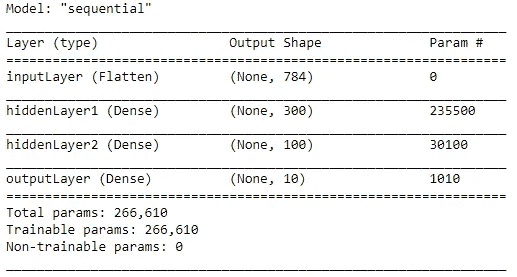 Model: "sequential"
Layer (type) Output Shape Param #
inputLayer (Flatten) (None, 784) 0
hiddenLayer1 (Dense) (None, 300) 235500
hiddenLayer2 (Dense) (None, 100) 30100
outputLayer (Dense) (None, 10) 1010
Total params: 266,610
Trainable params: 266,610
Non-trainable params: 0